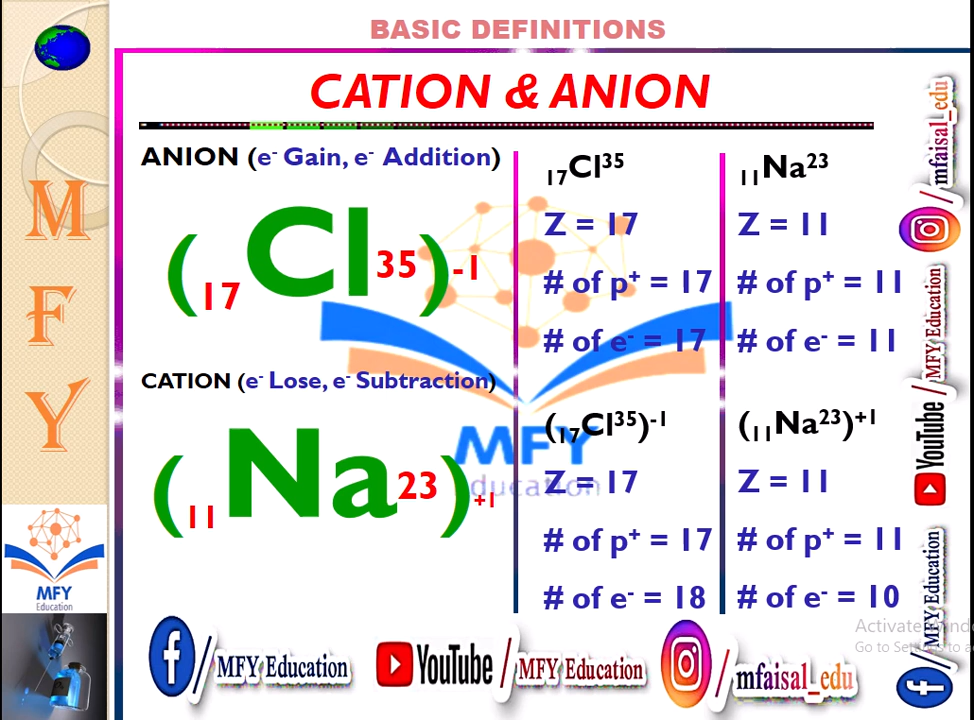 BASIC DEFINITIONS
CATION & ANION
ANION (e⁻ Gain, e⁻ Addition)
(₁₇Cl³⁵)⁻¹
CATION (e⁻ Lose, e⁻ Subtraction)
(₁₁Na²³)⁺¹
₁₇Cl³⁵
Z = 17
# of p⁺ = 17
# of e⁻ = 17
(₁₇Cl³⁵)⁻¹
Z = 17
# of p⁺ = 17
# of e⁻ = 18
₁₁Na²³
Z = 11
# of p⁺ = 11
# of e⁻ = 11
(₁₁Na²³)⁺¹
Z = 11
# of p⁺ = 11
# of e⁻ = 10
MFY
education
M
F
Y
MFY
Education
/MFY Education
YouTube/MFY Education
/mfaisal_edu
/mfaisal_edu
YouTube/MFY Education
/MFY Education
Go to